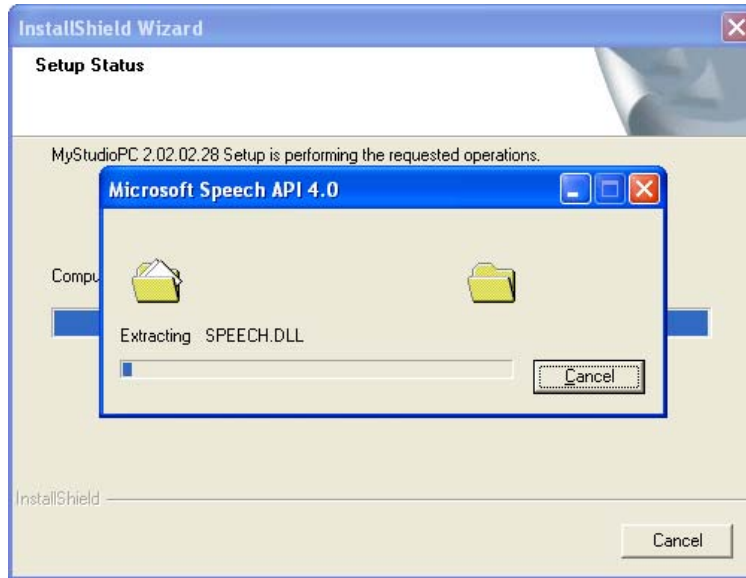 InstallShield Wizard
Setup Status
MyStudioPC 2.02.02.28 Setup is performing the requested operations.
Microsoft Speech API 4.0
Compu
Extracting SPEECH.DLL
Cancel
InstallShield
Cancel